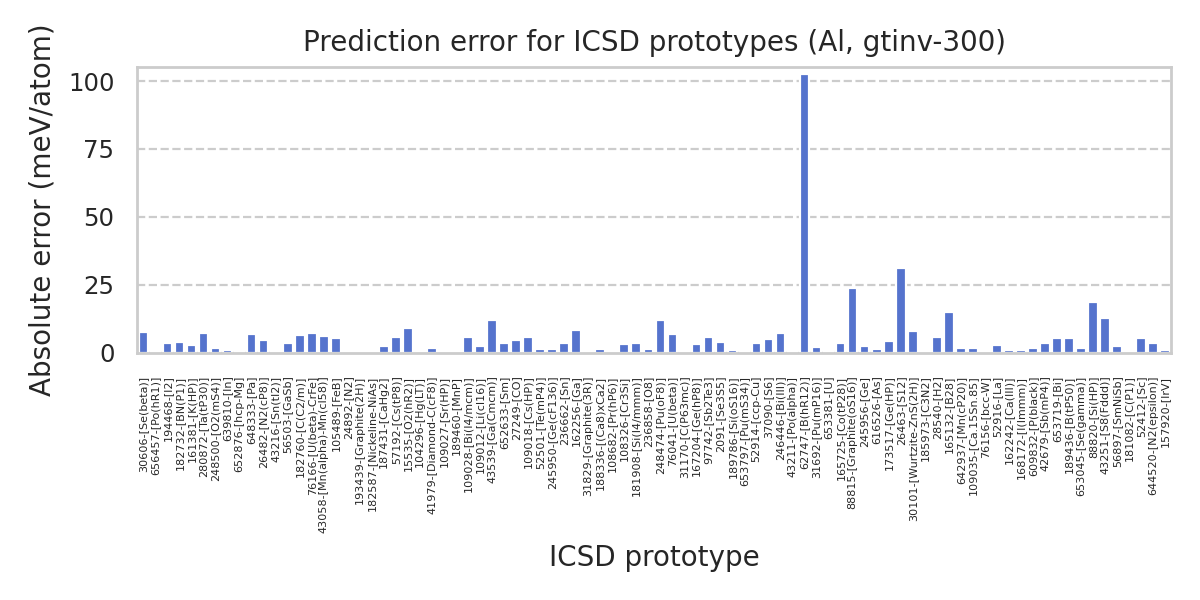 Prediction error for ICSD prototypes (Al, gtinv-300)
Absolute error (meV/atom)
100
75
50
25
0
30606-[Se(beta)]
656457-[Po(hR1)]
194468-[I2]
182732-[BN(P1)]
161381-[K(HP)]
280872-[Ta(tP30)]
248500-[O2(mS4)]
639810-[In]
652876-[hcp-Mg]
648333-[Pa]
26482-[N2(cP8)]
43216-[Sn(tI2)]
56503-[GaSb]
182760-[C(C2/m)]
76166-[U(beta)-CrFe]
43058-[Mn(alpha)-Mn(cI58)]
105489-[FeB]
24892-[N2]
193439-[Graphite(2H)]
182587-[Nickeline-NiAs]
187431-[CaHg2]
57192-[Cs(tP8)]
15535-[O2(hR2)]
104296-[Hg(LT)]
41979-[Diamond-C(cF8)]
109027-[Sr(HP)]
189460-[MnP]
109028-[Bi(I4/mcm)]
109012-[Li(cI16)]
43539-[Ga(Cmcm)]
652633-[Sm]
27249-[CO]
109018-[Cs(HP)]
52501-[Te(mP4)]
245950-[Ge(cF136)]
236662-[Sn]
162256-[Ga]
31829-[Graphite(3R)]
188336-[(Ca8)xCa2]
108682-[Pr(hP6)]
108326-[Cr3Si]
181908-[Si(I4/mmm)]
236858-[O8]
248474-[Pu(oF8)]
76041-[U(beta)]
31170-[C(P63mc)]
167204-[Ge(hP8)]
97742-[Sb2Te3]
2091-[Se3S5]
189786-[Si(oS16)]
653797-[Pu(mS34)]
52914-[ccp-Cu]
37090-[S6]
246446-[Bi(III)]
43211-[Po(alpha)]
62747-[B(hR12)]
31692-[Pu(mP16)]
653381-[U]
165725-[Co(tP28)]
88815-[Graphite(oS16)]
245956-[Ge]
616526-[As]
173517-[Ge(HP)]
26463-[S12]
30101-[Wurtzite-ZnS(2H)]
185973-[C3N2]
28540-[H2]
165132-[B28]
642937-[Mn(cP20)]
109035-[Ca.15Sn.85]
76156-[bcc-W]
52916-[La]
162242-[Ca(III)]
168172-[I(Immm)]
609832-[P(black)]
42679-[Sb(mP4)]
653719-[Bi]
189436-[B(tP50)]
653045-[Se(gamma)]
88820-[Si(HP)]
43251-[S8(Fddd)]
56897-[SmNiSb]
181082-[C(P1)]
52412-[Sc]
644520-[N2(epsilon)]
157920-[IrV]
ICSD prototype